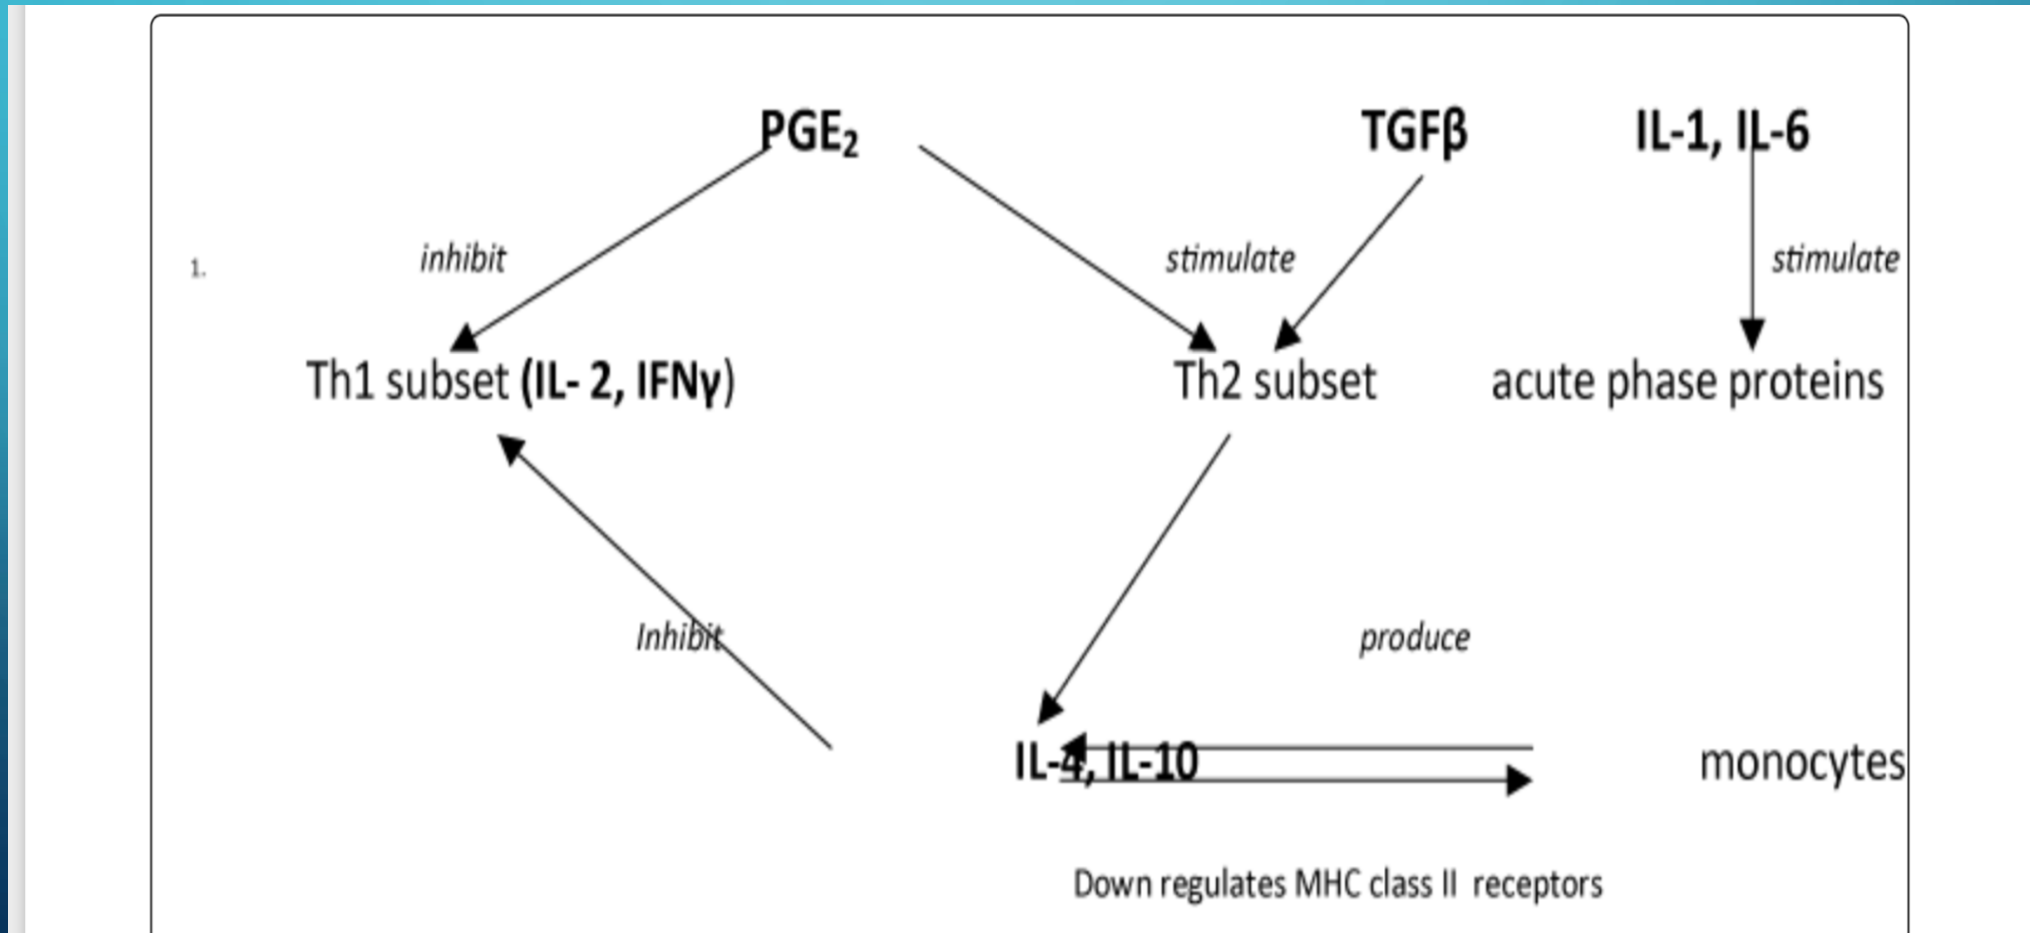 PGE₂ TGFβ IL-1, IL-6
inhibit stimulate stimulate
1.
Th1 subset (IL- 2, IFNγ) Th2 subset acute phase proteins
Inhibit produce
IL-4, IL-10 monocytes
Down regulates MHC class II receptors